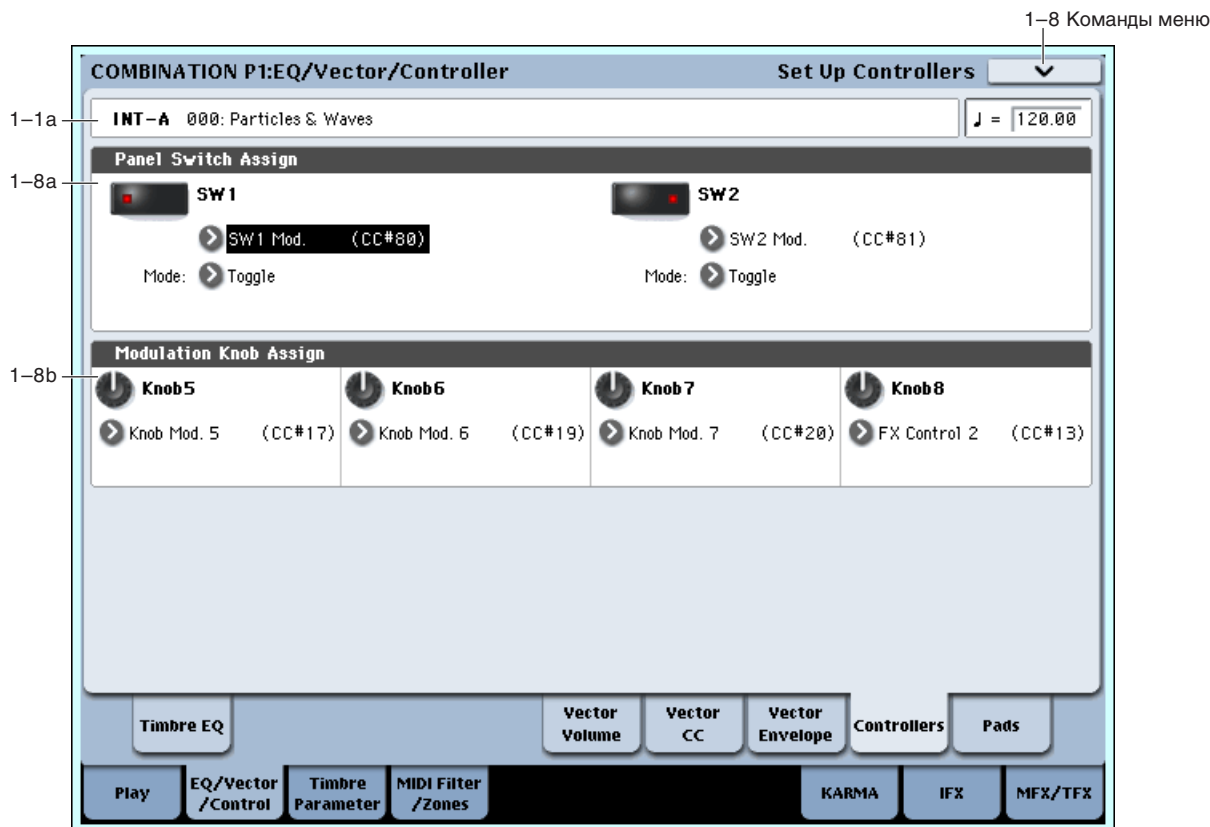 1–8 Команды меню
COMBINATION P1:EQ/Vector/Controller Set Up Controllers
1–1a INT-A 000: Particles & Waves ♩ = 120.00
Panel Switch Assign
1–8a SW1 SW2
SW1 Mod. (CC#80) SW2 Mod. (CC#81)
Mode: Toggle Mode: Toggle
Modulation Knob Assign
1–8b Knob5 Knob6 Knob7 Knob8
Knob Mod. 5 (CC#17) Knob Mod. 6 (CC#19) Knob Mod. 7 (CC#20) FX Control 2 (CC#13)
Timbre EQ Vector Volume Vector CC Vector Envelope Controllers Pads
Play EQ/Vector /Control Timbre Parameter MIDI Filter /Zones KARMA IFX MFX/TFX